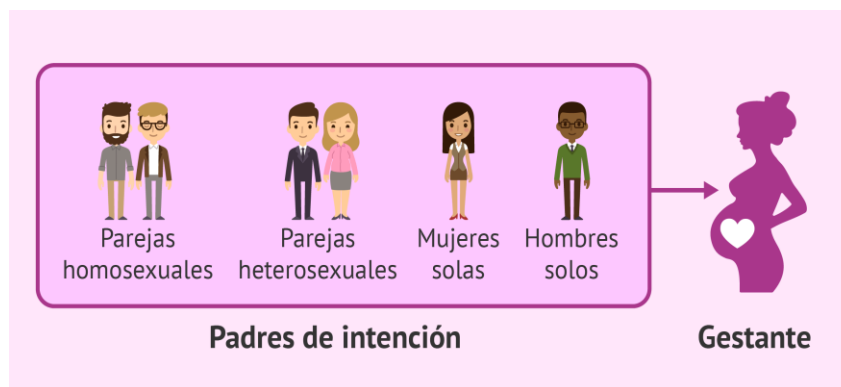 Parejas
homosexuales
Parejas
heterosexuales
Mujeres
solas
Hombres
solos
Padres de intención
Gestante